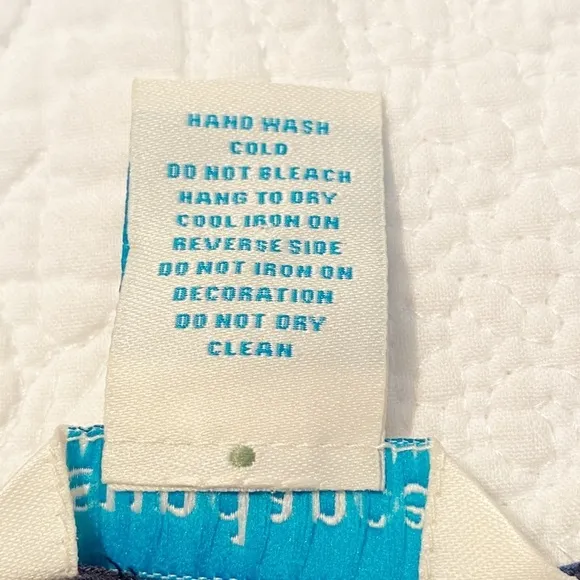 HAND WASH
COLD
DO NOT BLEACH
HANG TO DRY
COOL IRON ON
REVERSE SIDE
DO NOT IRON ON
DECORATION
DO NOT DRY
CLEAN